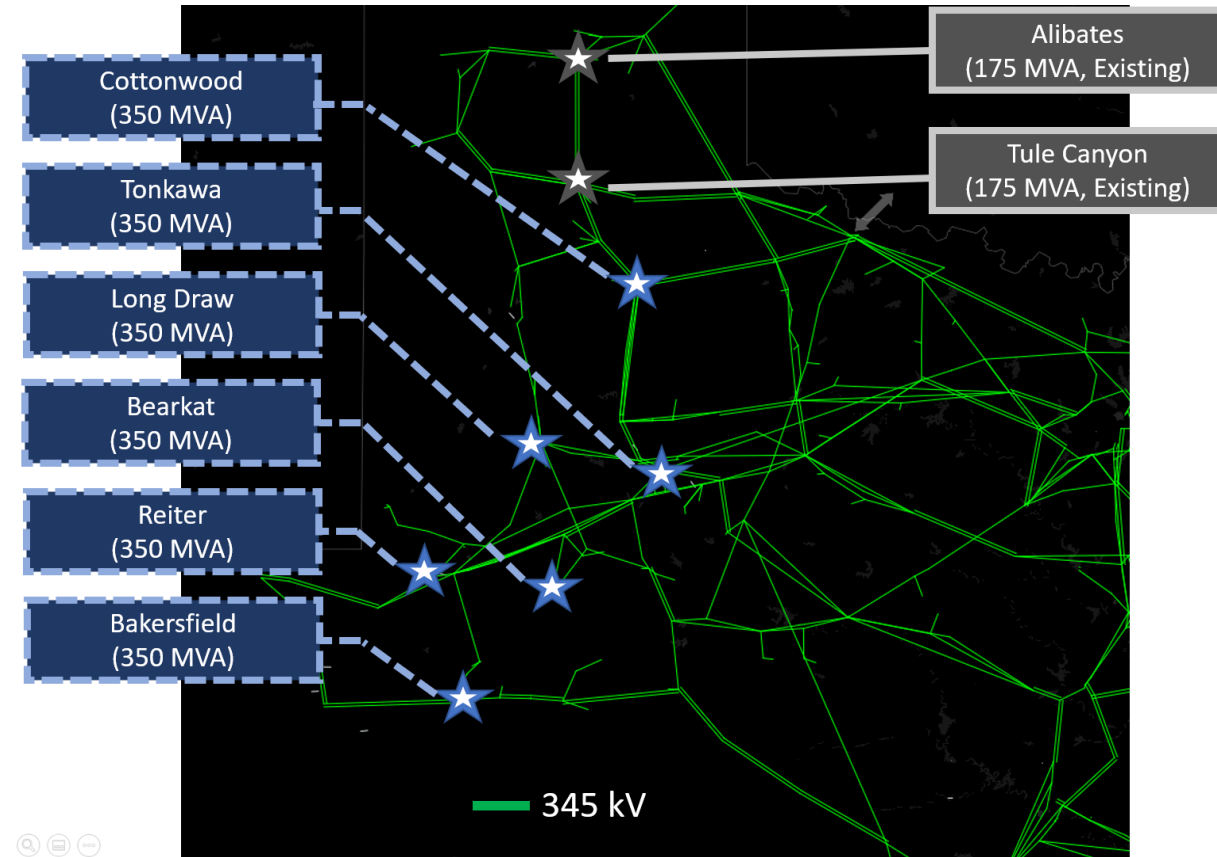 Cottonwood
(350 MVA)
Tonkawa
(350 MVA)
Long Draw
(350 MVA)
Bearkat
(350 MVA)
Reiter
(350 MVA)
Bakersfield
(350 MVA)
Alibates
(175 MVA, Existing)
Tule Canyon
(175 MVA, Existing)
345 kV